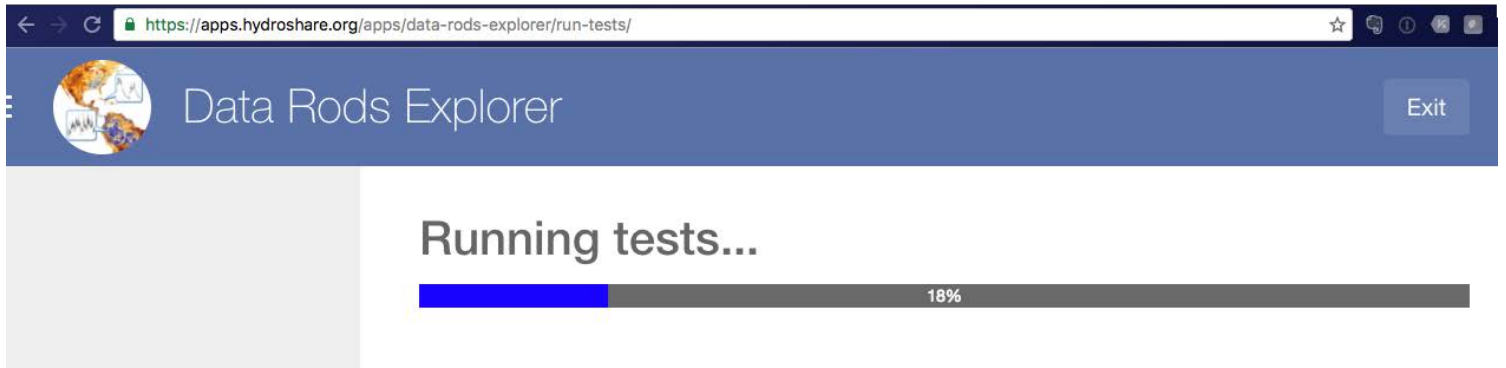 https://apps.hydroshare.org/apps/data-rods-explorer/run-tests/
Data Rods Explorer
Exit
Running tests...
18%